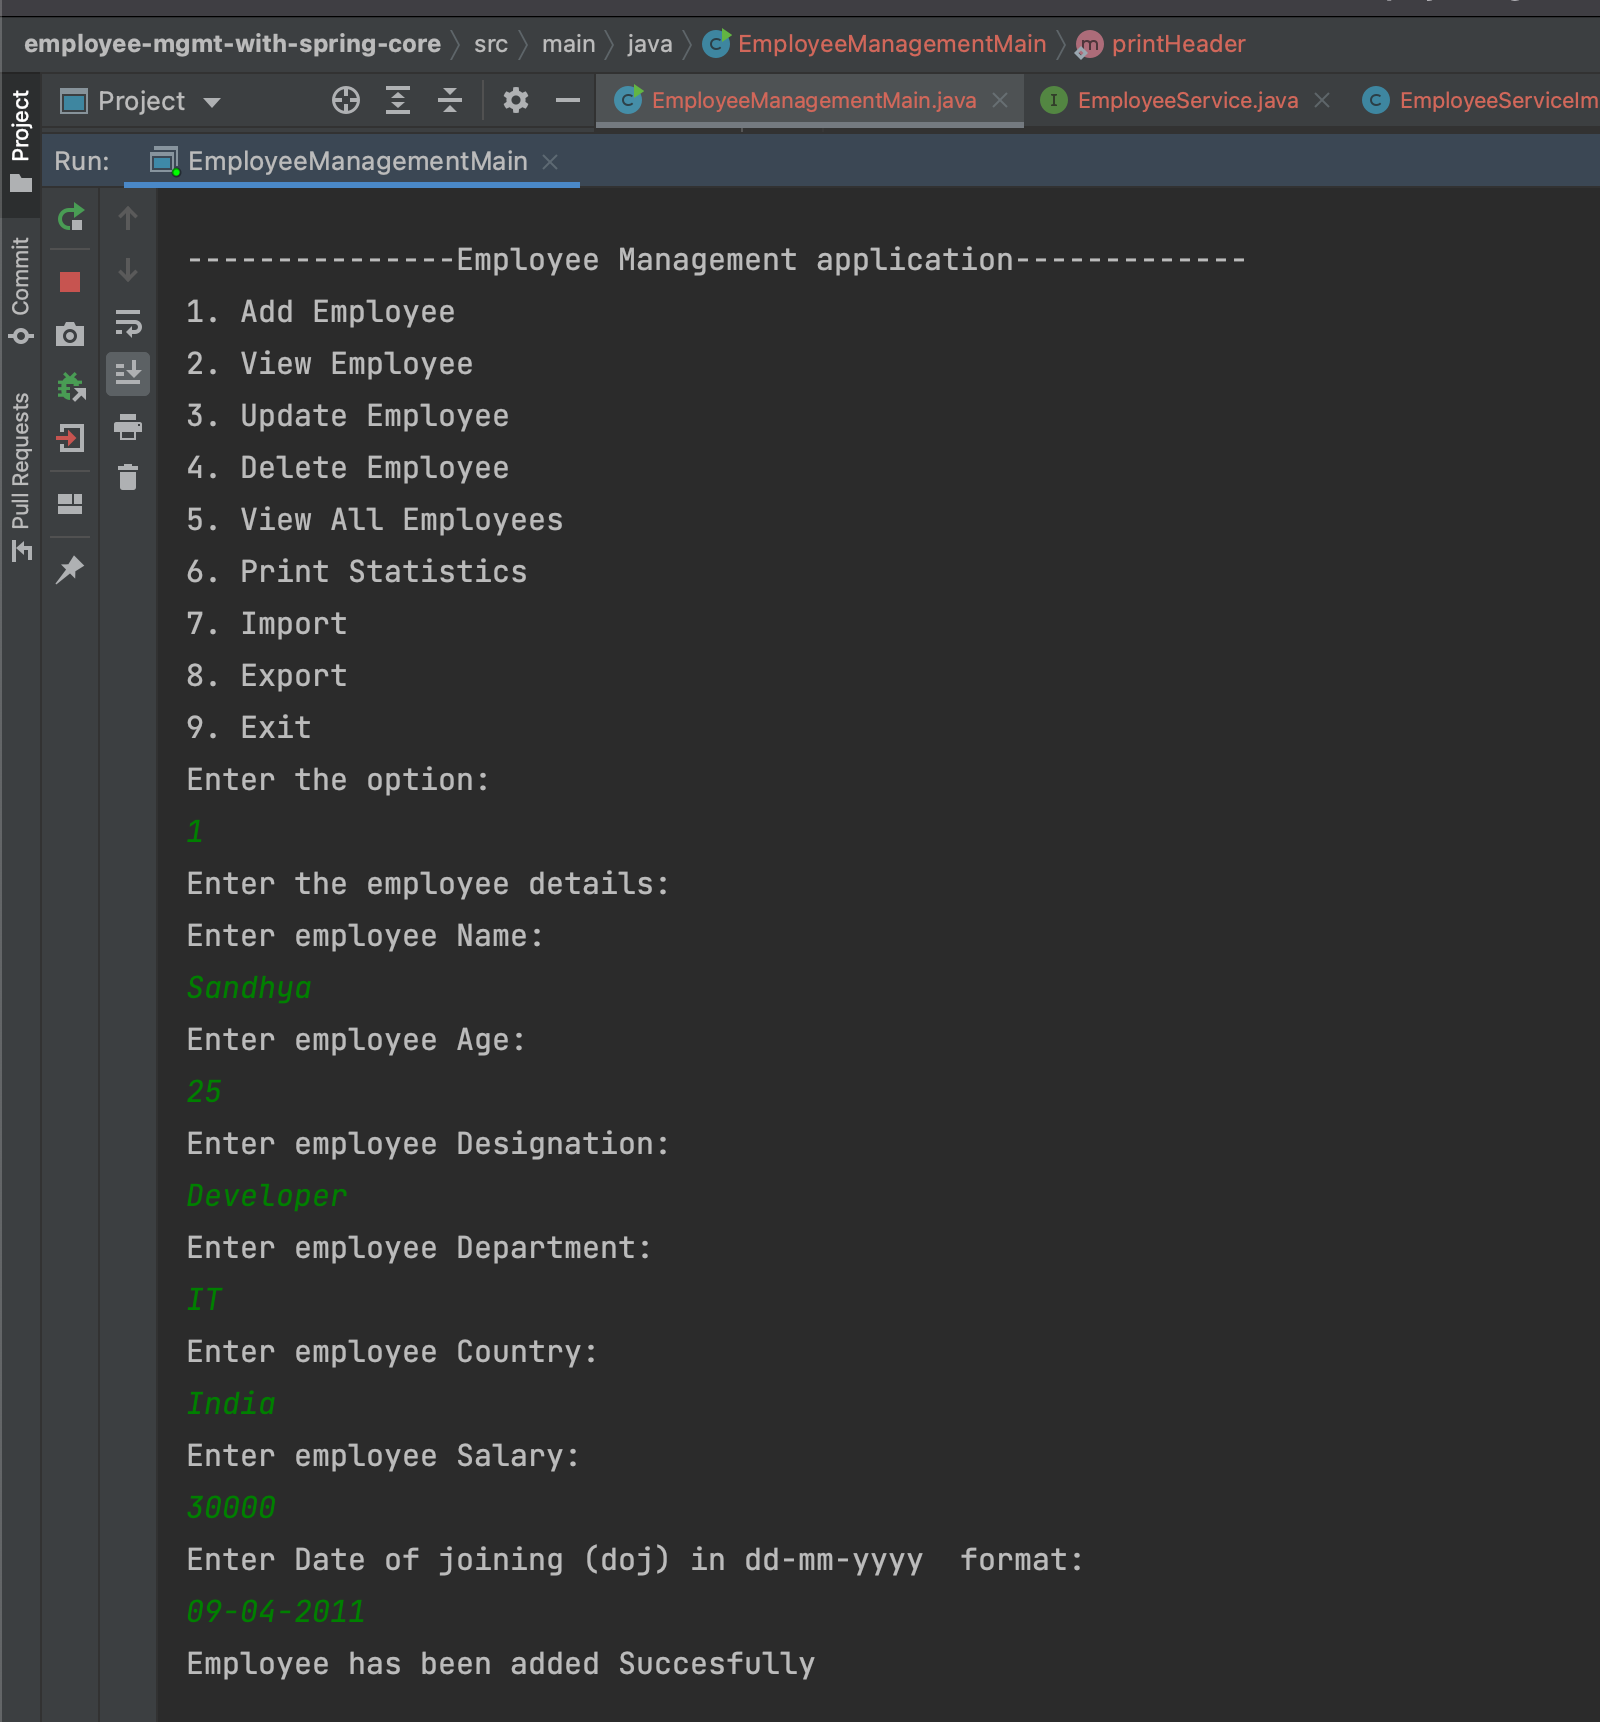 employee-mgmt-with-spring-core src main java EmployeeManagementMain printHeader
Project EmployeeManagementMain.java EmployeeService.java EmployeeServiceIm
Run: EmployeeManagementMain
Project
Commit
Pull Requests
---------------Employee Management application-------------
1. Add Employee
2. View Employee
3. Update Employee
4. Delete Employee
5. View All Employees
6. Print Statistics
7. Import
8. Export
9. Exit
Enter the option:
1
Enter the employee details:
Enter employee Name:
Sandhya
Enter employee Age:
25
Enter employee Designation:
Developer
Enter employee Department:
IT
Enter employee Country:
India
Enter employee Salary:
30000
Enter Date of joining (doj) in dd-mm-yyyy  format:
09-04-2011
Employee has been added Succesfully